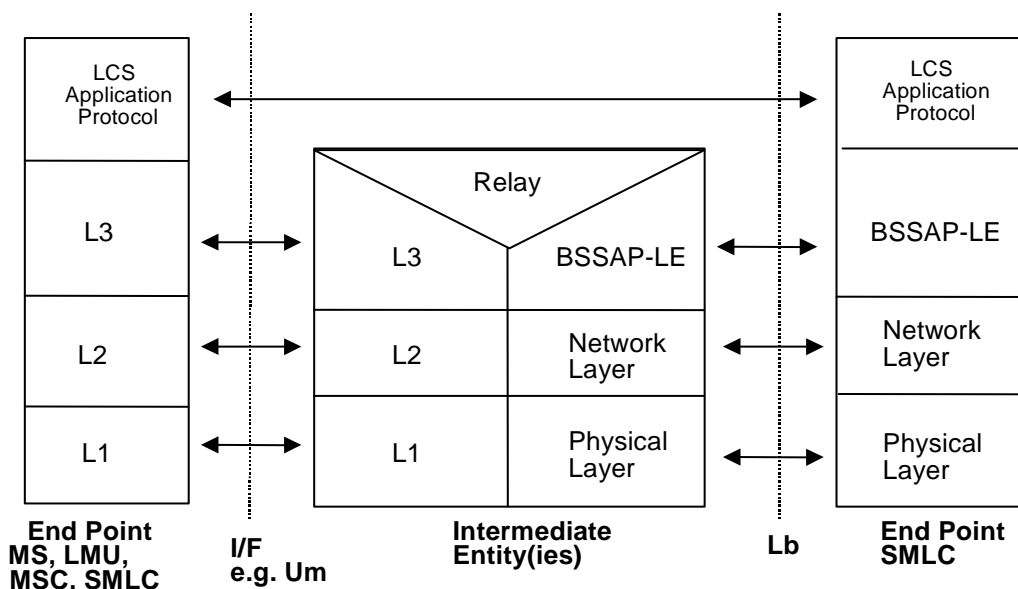 LCS
Application
Protocol
L3
L2
L1
End Point
MS, LMU,
MSC, SMLC
I/F
e.g. Um
Relay
L3
BSSAP-LE
L2
Network
Layer
L1
Physical
Layer
Intermediate
Entity(ies)
Lb
LCS
Application
Protocol
BSSAP-LE
Network
Layer
Physical
Layer
End Point
SMLC